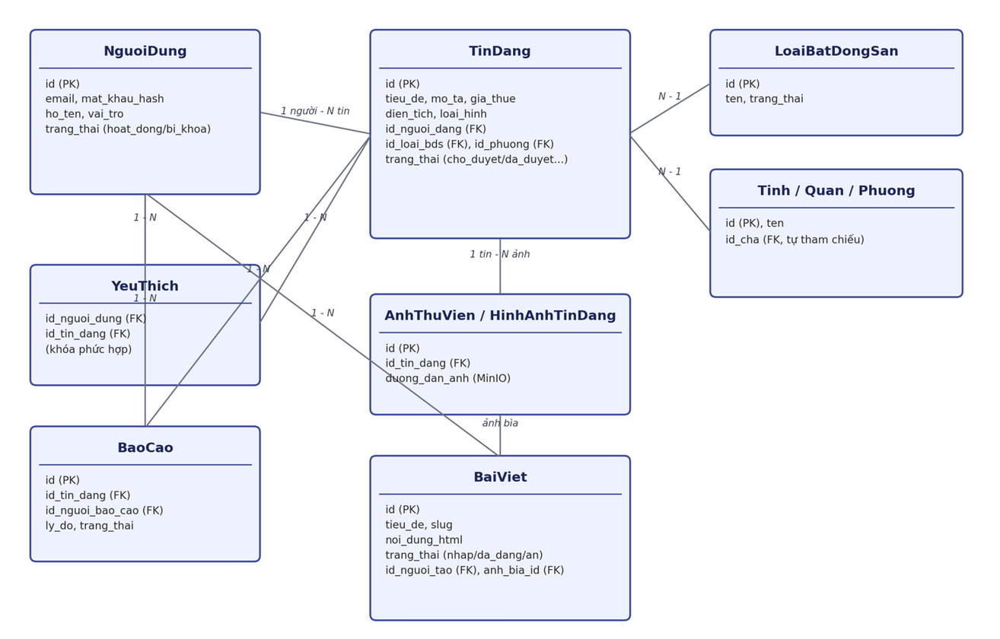 NguoiDung
id (PK)
email, mat_khau_hash
ho_ten, vai_tro
trang_thai (hoat_dong/bi_khoa)
1 người - N tin
TinDang
id (PK)
tieu_de, mo_ta, gia_thue
dien_tich, loai_hinh
id_nguoi_dang (FK)
id_loai_bds (FK), id_phuong (FK)
trang_thai (cho_duyet/da_duyet...)
N - 1
LoaiBatDongSan
id (PK)
ten, trang_thai
N - 1
Tinh / Quan / Phuong
id (PK), ten
id_cha (FK, tự tham chiếu)
1 - N
1 - N
1 - N
1 - N
1 - N
YeuThich
id_nguoi_dung (FK)
id_tin_dang (FK)
(khóa phức hợp)
1 tin - N ảnh
AnhThuVien / HinhAnhTinDang
id (PK)
id_tin_dang (FK)
duong_dan_anh (MinIO)
ảnh bìa
BaoCao
id (PK)
id_tin_dang (FK)
id_nguoi_bao_cao (FK)
ly_do, trang_thai
BaiViet
id (PK)
tieu_de, slug
noi_dung_html
trang_thai (nhap/da_dang/an)
id_nguoi_tao (FK), anh_bia_id (FK)